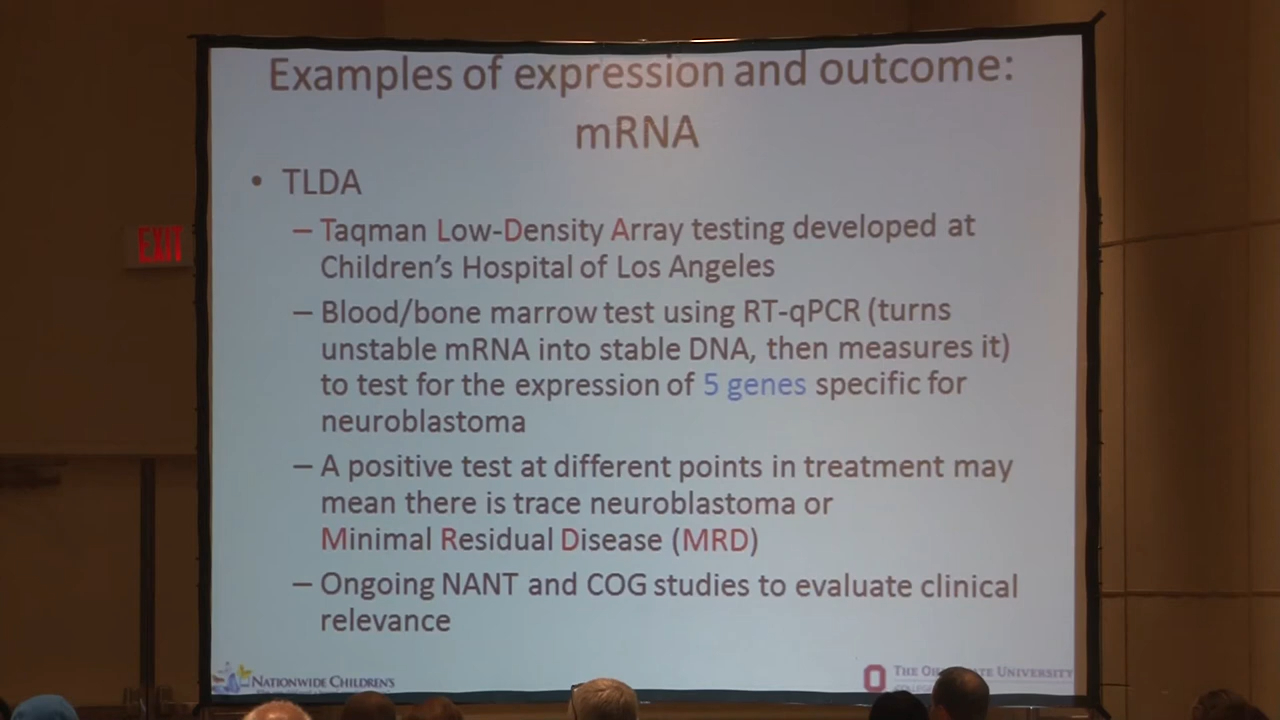 Examples of expression and outcome:
mRNA
• TLDA
– Taqman Low-Density Array testing developed at
Children's Hospital of Los Angeles
– Blood/bone marrow test using RT-qPCR (turns
unstable mRNA into stable DNA, then measures it)
to test for the expression of 5 genes specific for
neuroblastoma
– A positive test at different points in treatment may
mean there is trace neuroblastoma or
Minimal Residual Disease (MRD)
– Ongoing NANT and COG studies to evaluate clinical
relevance
EXIT
NATIONWIDE CHILDREN'S
THE UNIVERSITY